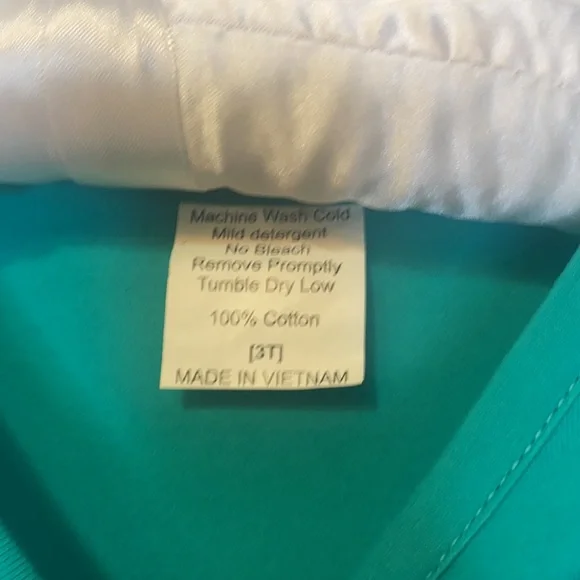 Machine Wash Cold
Mild detergent
No Bleach
Remove Promptly
Tumble Dry Low
100% Cotton
[3T]
MADE IN VIETNAM